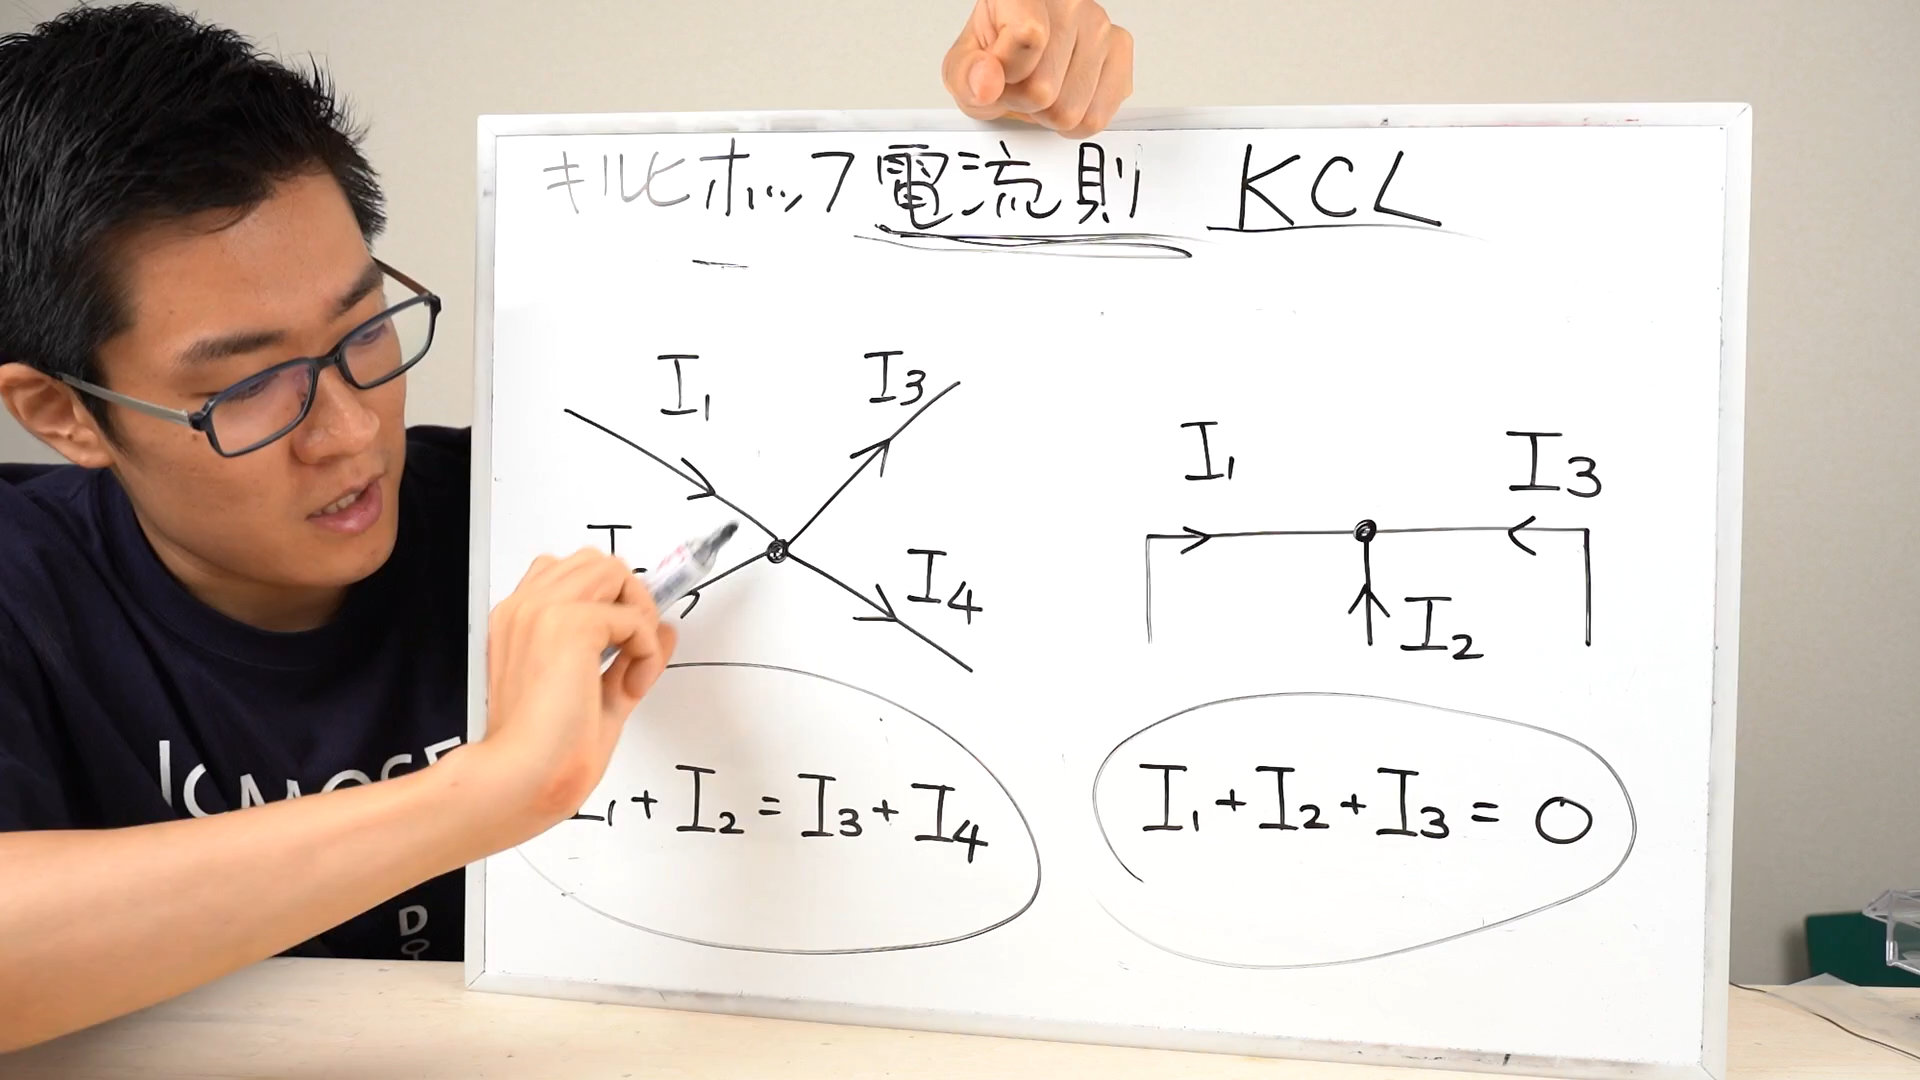 キルヒホッフ電流則 KCL
I₁ I₃
I₄
I₁ I₃
I₂
I₁ + I₂ = I₃ + I₄
I₁ + I₂ + I₃ = 0